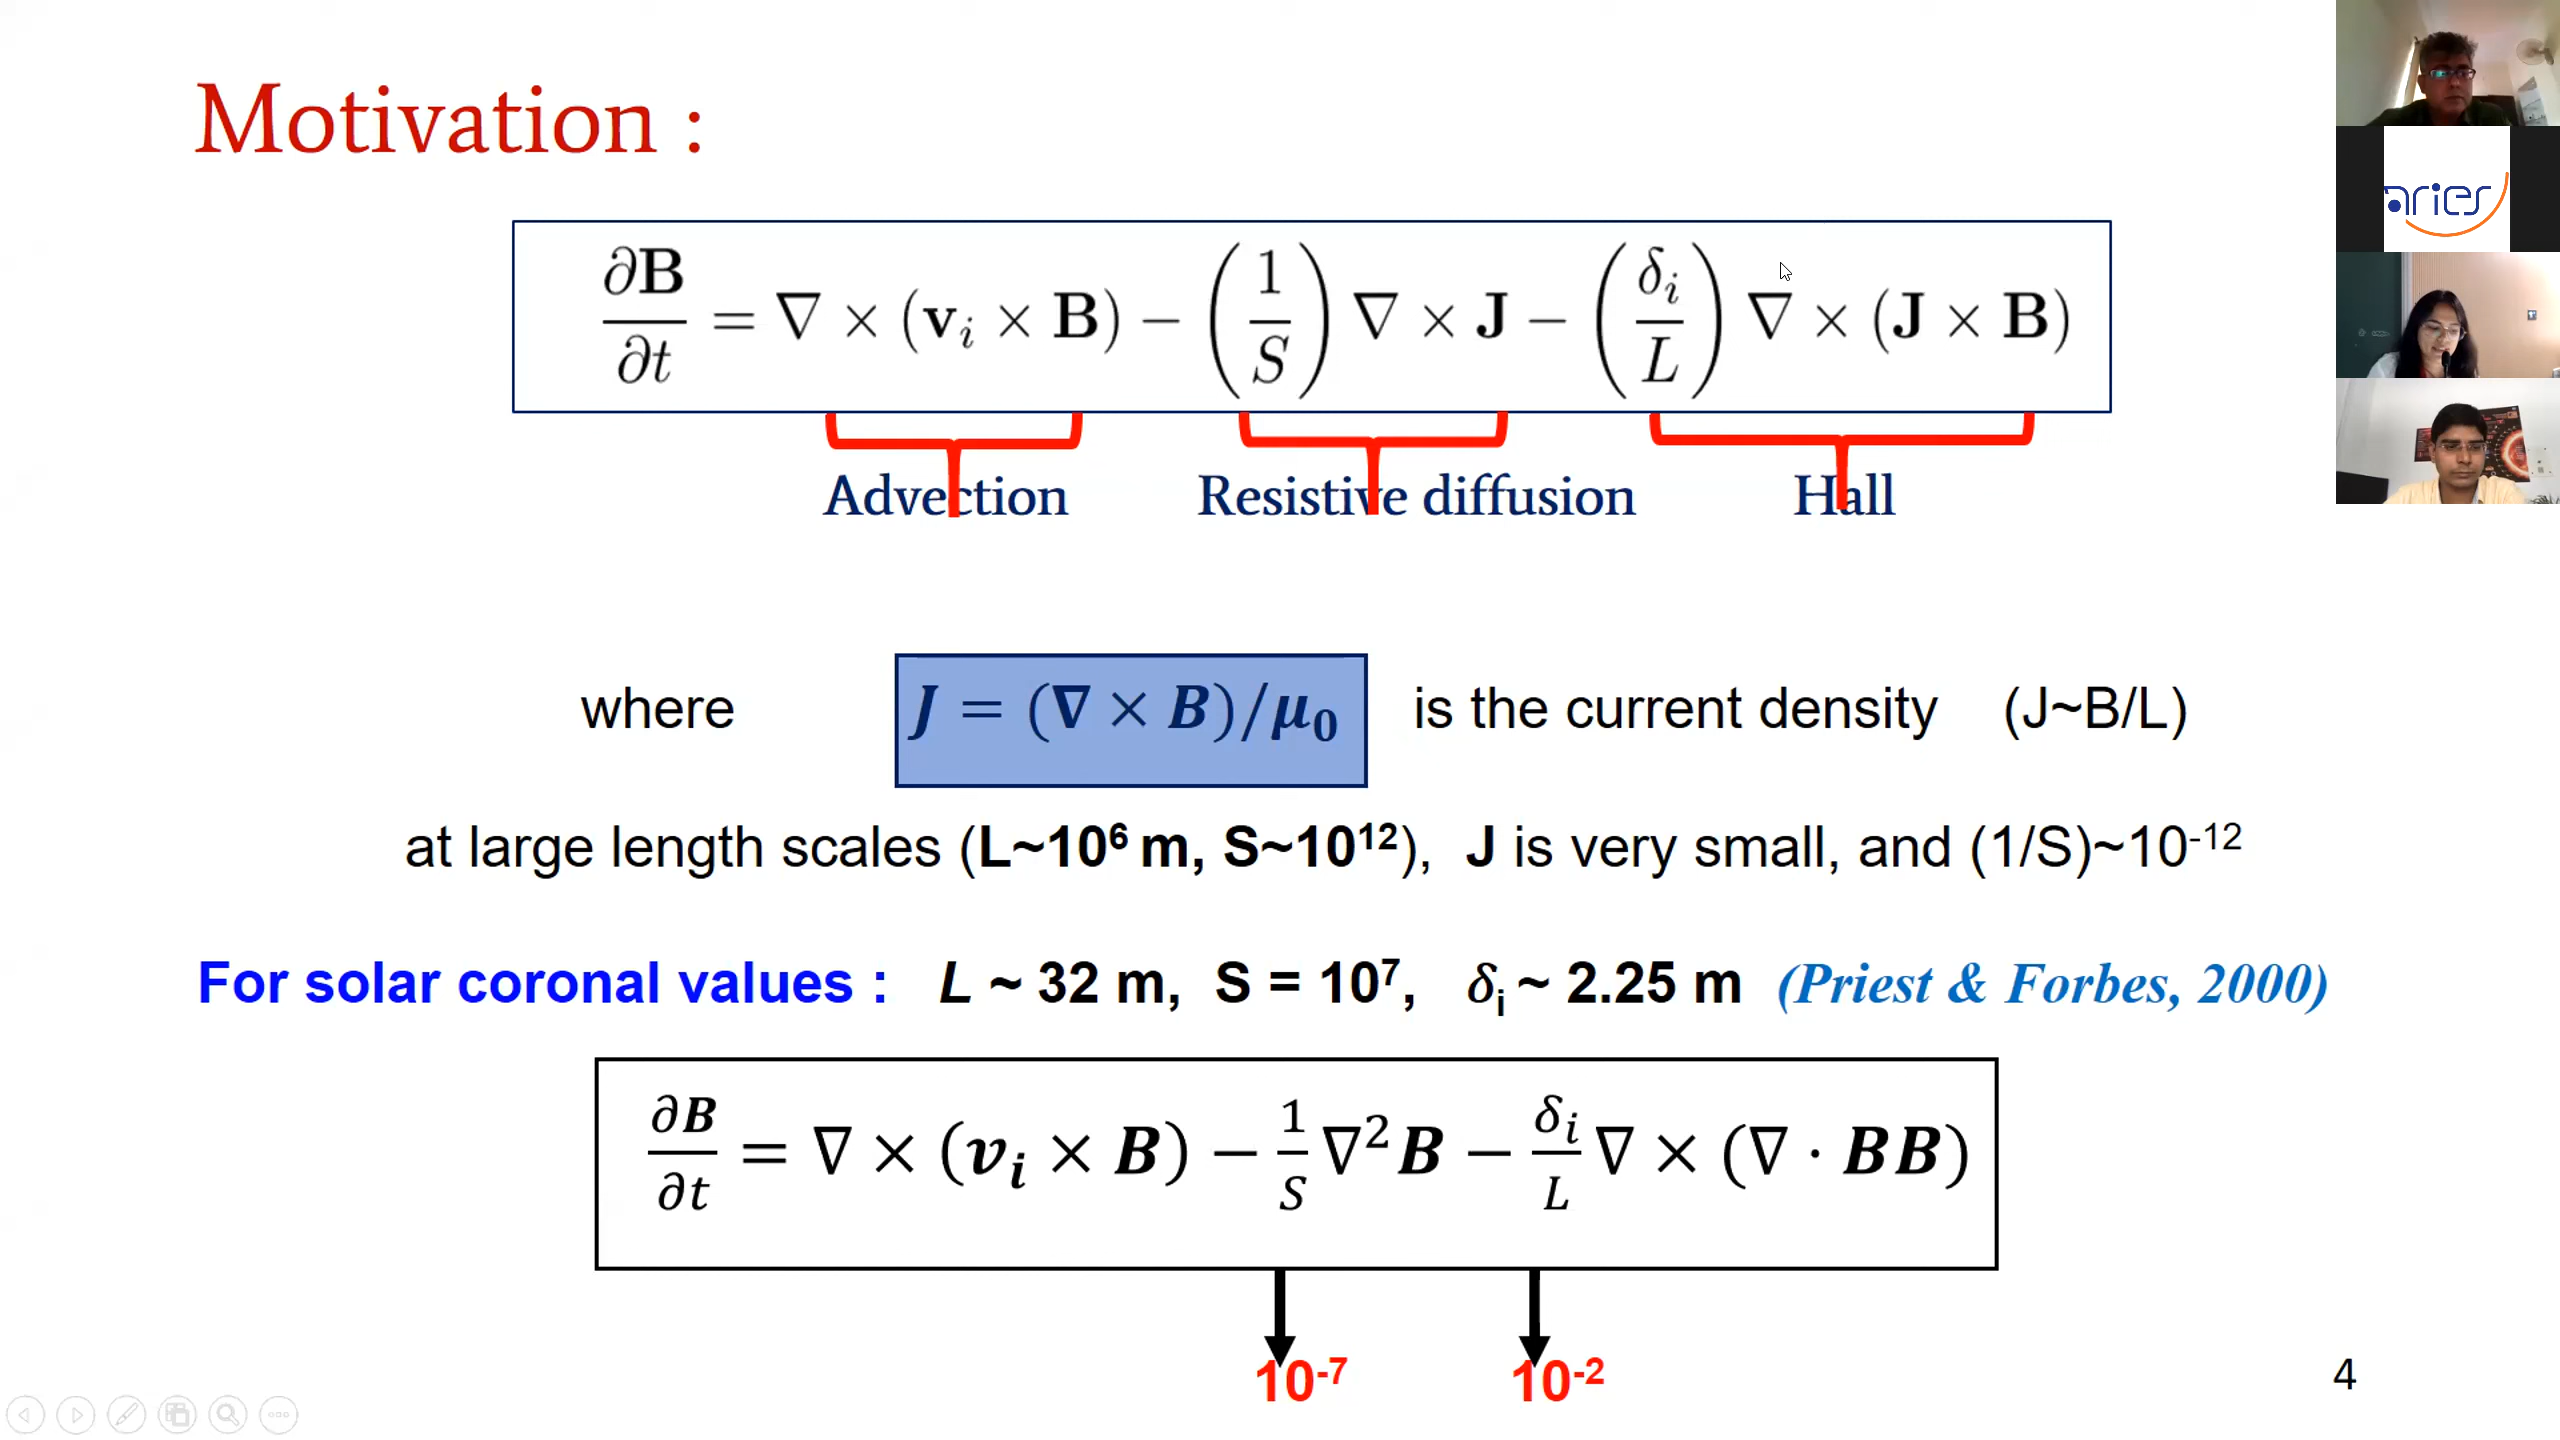 Motivation :
∂B/∂t = ∇ × (v_i × B) − (1/S) ∇ × J − (δ_i/L) ∇ × (J × B)
Advection Resistive diffusion Hall
where J = (∇ × B)/μ₀ is the current density (J~B/L)
at large length scales (L~10⁶ m, S~10¹²), J is very small, and (1/S)~10⁻¹²
For solar coronal values : L ~ 32 m, S = 10⁷, δᵢ ~ 2.25 m (Priest & Forbes, 2000)
∂B/∂t = ∇ × (v_i × B) − 1/S ∇²B − δ_i/L ∇ × (∇ · BB)
10⁻⁷ 10⁻²
4
aries